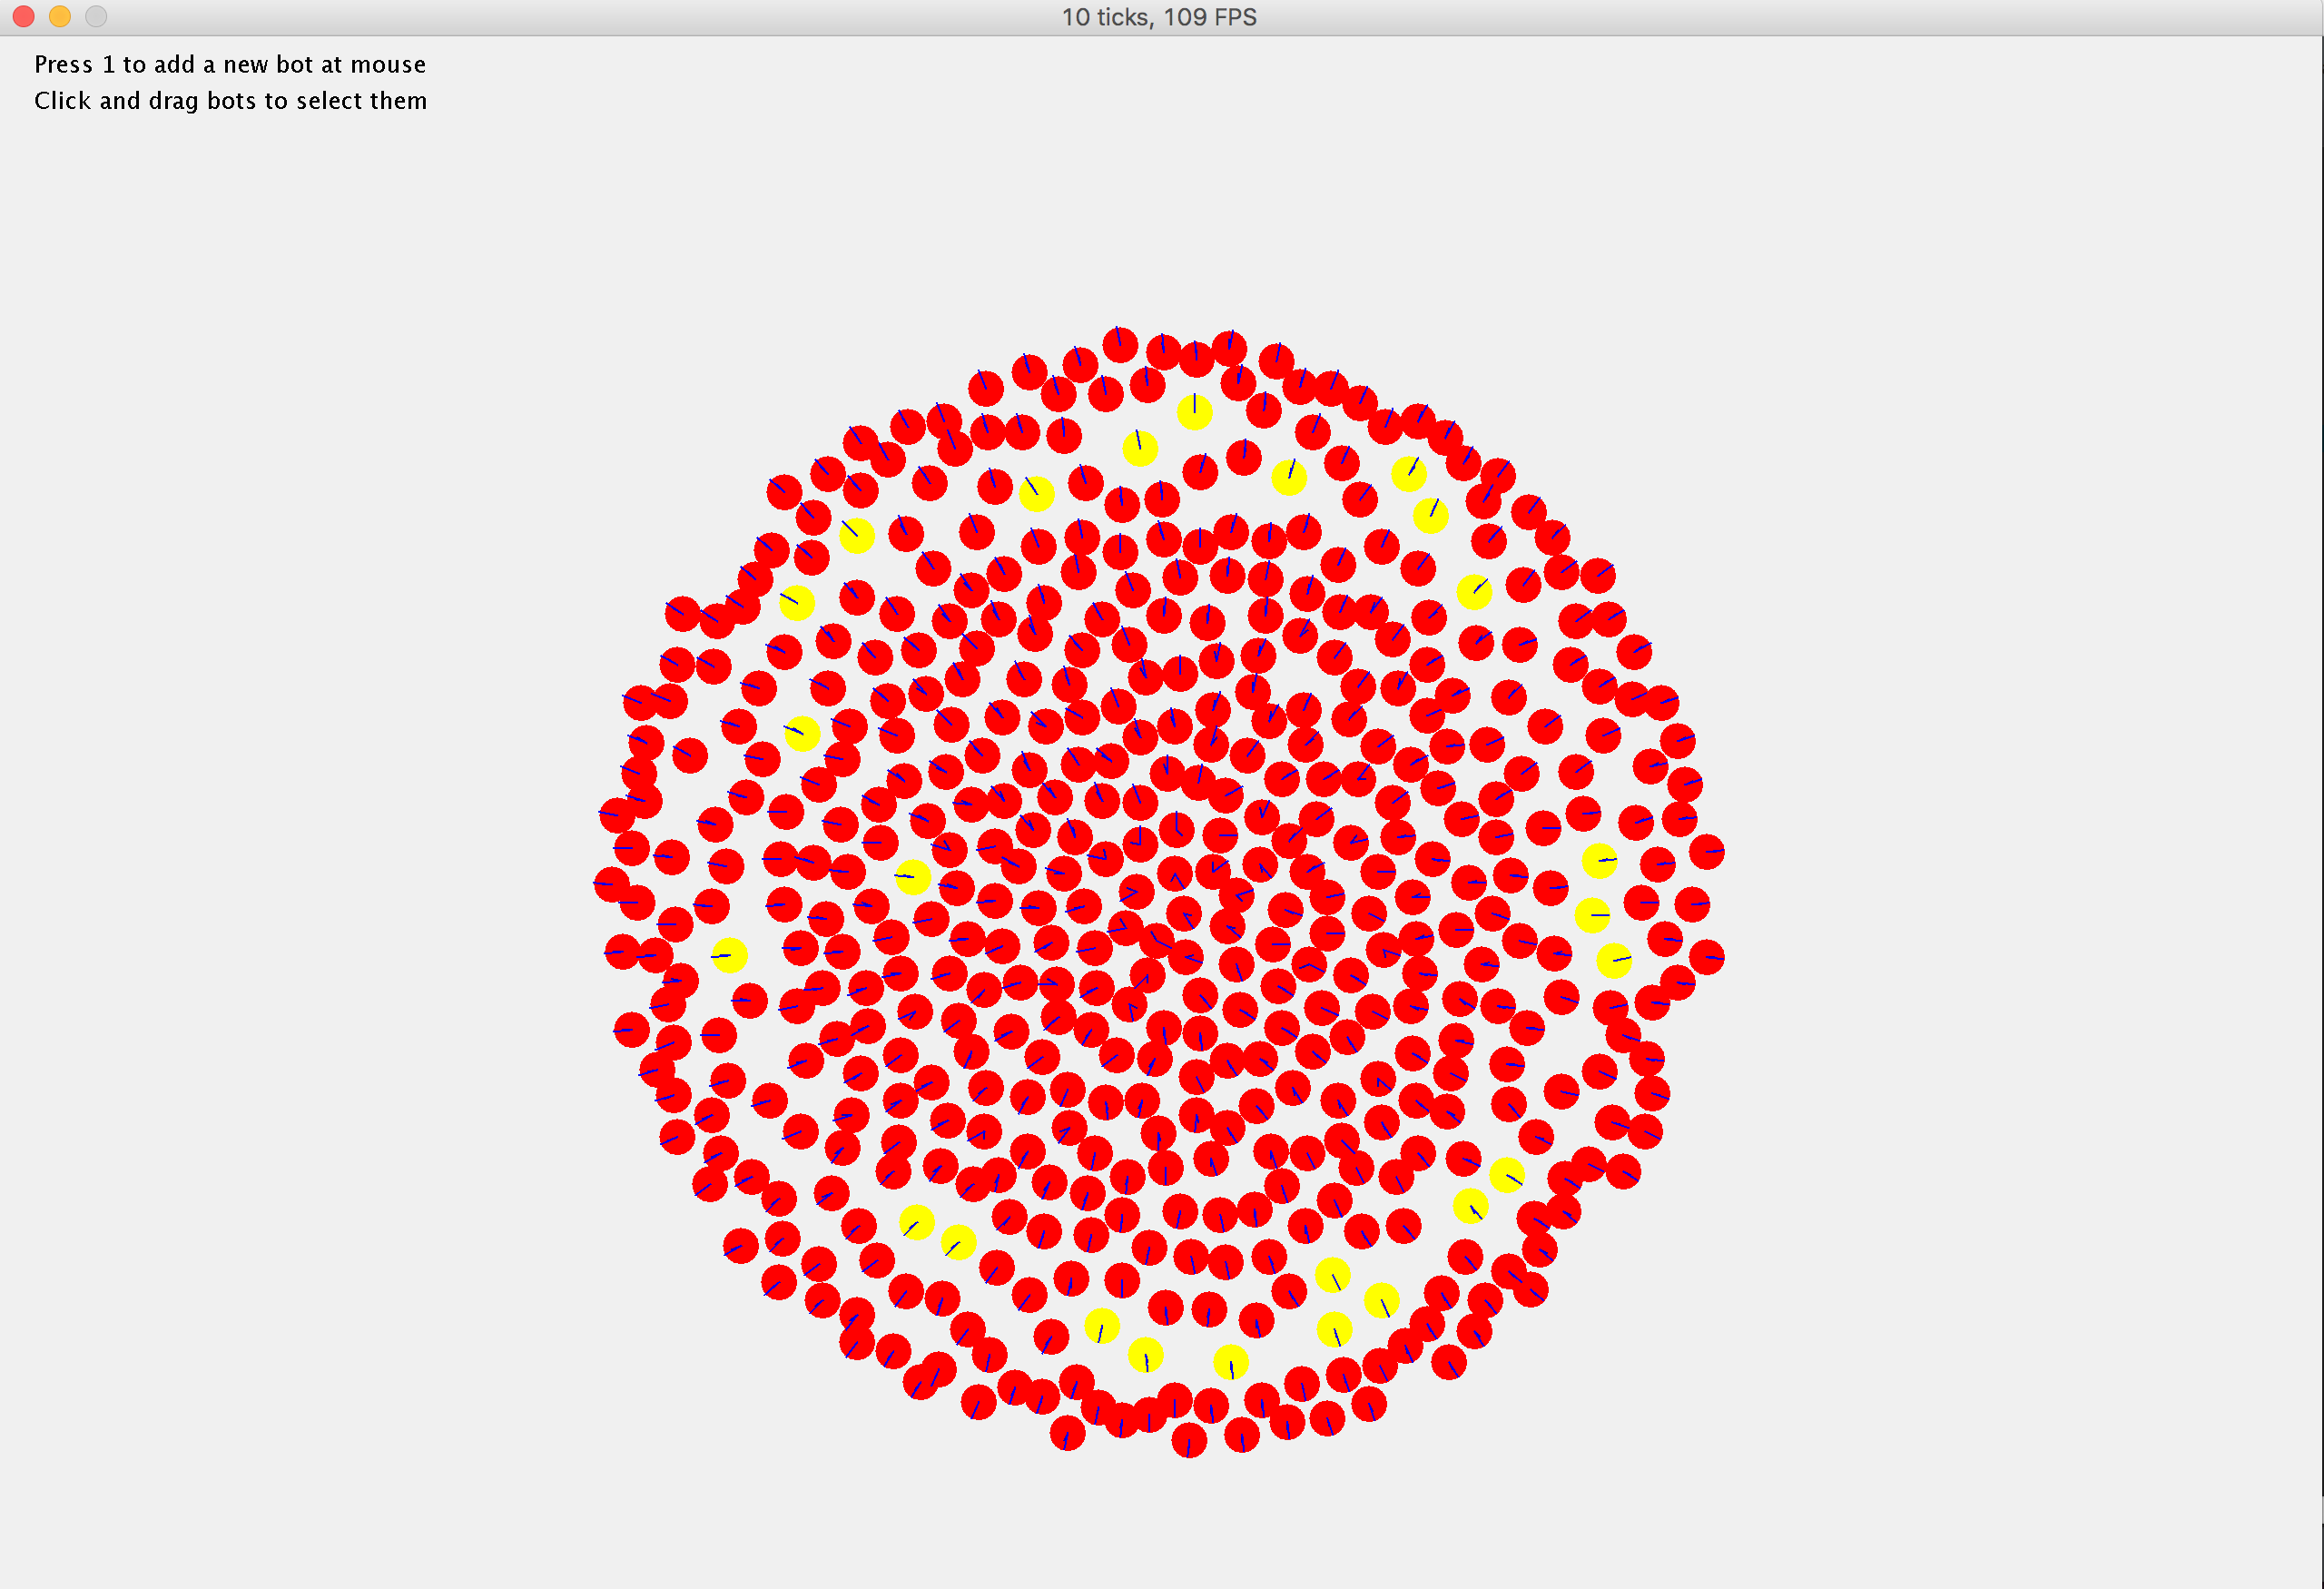 10 ticks, 109 FPS
Press 1 to add a new bot at mouse
Click and drag bots to select them